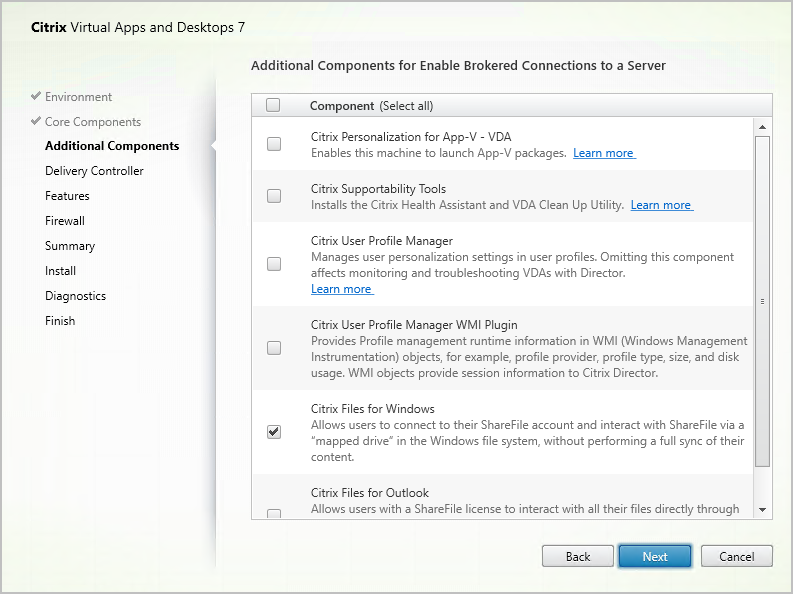 Citrix Virtual Apps and Desktops 7
Environment
Core Components
Additional Components
Delivery Controller
Features
Firewall
Summary
Install
Diagnostics
Finish
Additional Components for Enable Brokered Connections to a Server
Component (Select all)
Citrix Personalization for App-V - VDA
Enables this machine to launch App-V packages. Learn more
Citrix Supportability Tools
Installs the Citrix Health Assistant and VDA Clean Up Utility. Learn more
Citrix User Profile Manager
Manages user personalization settings in user profiles. Omitting this component
affects monitoring and troubleshooting VDAs with Director.
Learn more
Citrix User Profile Manager WMI Plugin
Provides Profile management runtime information in WMI (Windows Management
Instrumentation) objects, for example, profile provider, profile type, size, and disk
usage. WMI objects provide session information to Citrix Director.
Citrix Files for Windows
Allows users to connect to their ShareFile account and interact with ShareFile via a
“mapped drive” in the Windows file system, without performing a full sync of their
content.
Citrix Files for Outlook
Allows users with a ShareFile license to interact with all their files directly through
Back
Next
Cancel